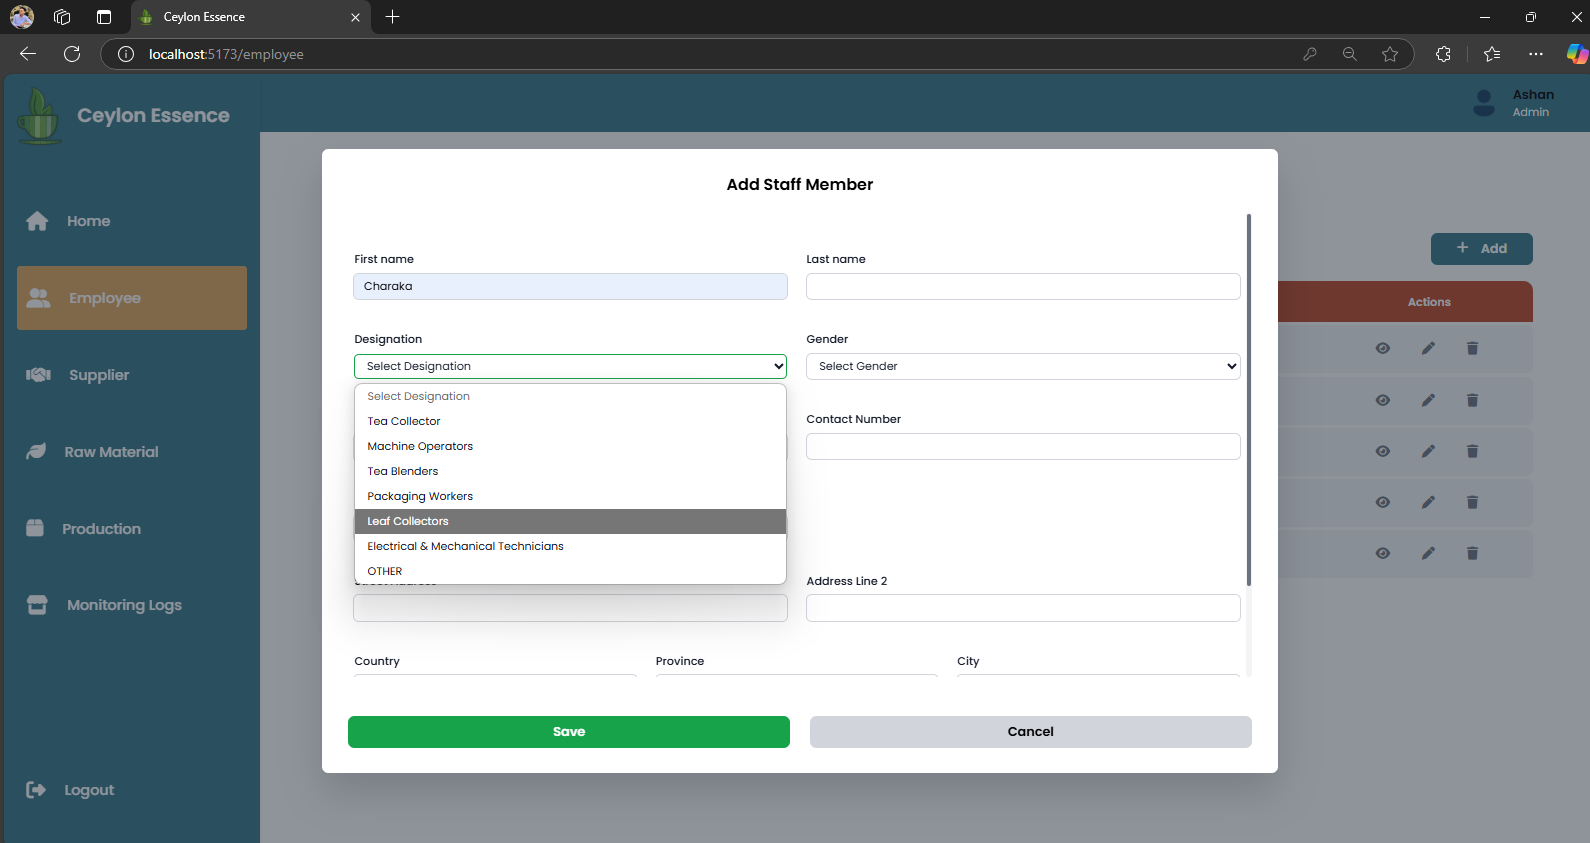 Ceylon Essence
localhost:5173/employee
Ceylon Essence
Ashan
Admin
Home
Employee
Supplier
Raw Material
Production
Monitoring Logs
Logout
Add
Actions
Add Staff Member
First name
Last name
Charaka
Designation
Gender
Select Designation
Select Gender
Select Designation
Tea Collector
Machine Operators
Tea Blenders
Packaging Workers
Leaf Collectors
Electrical & Mechanical Technicians
OTHER
Contact Number
Street Address
Address Line 2
Country
Province
City
Save
Cancel